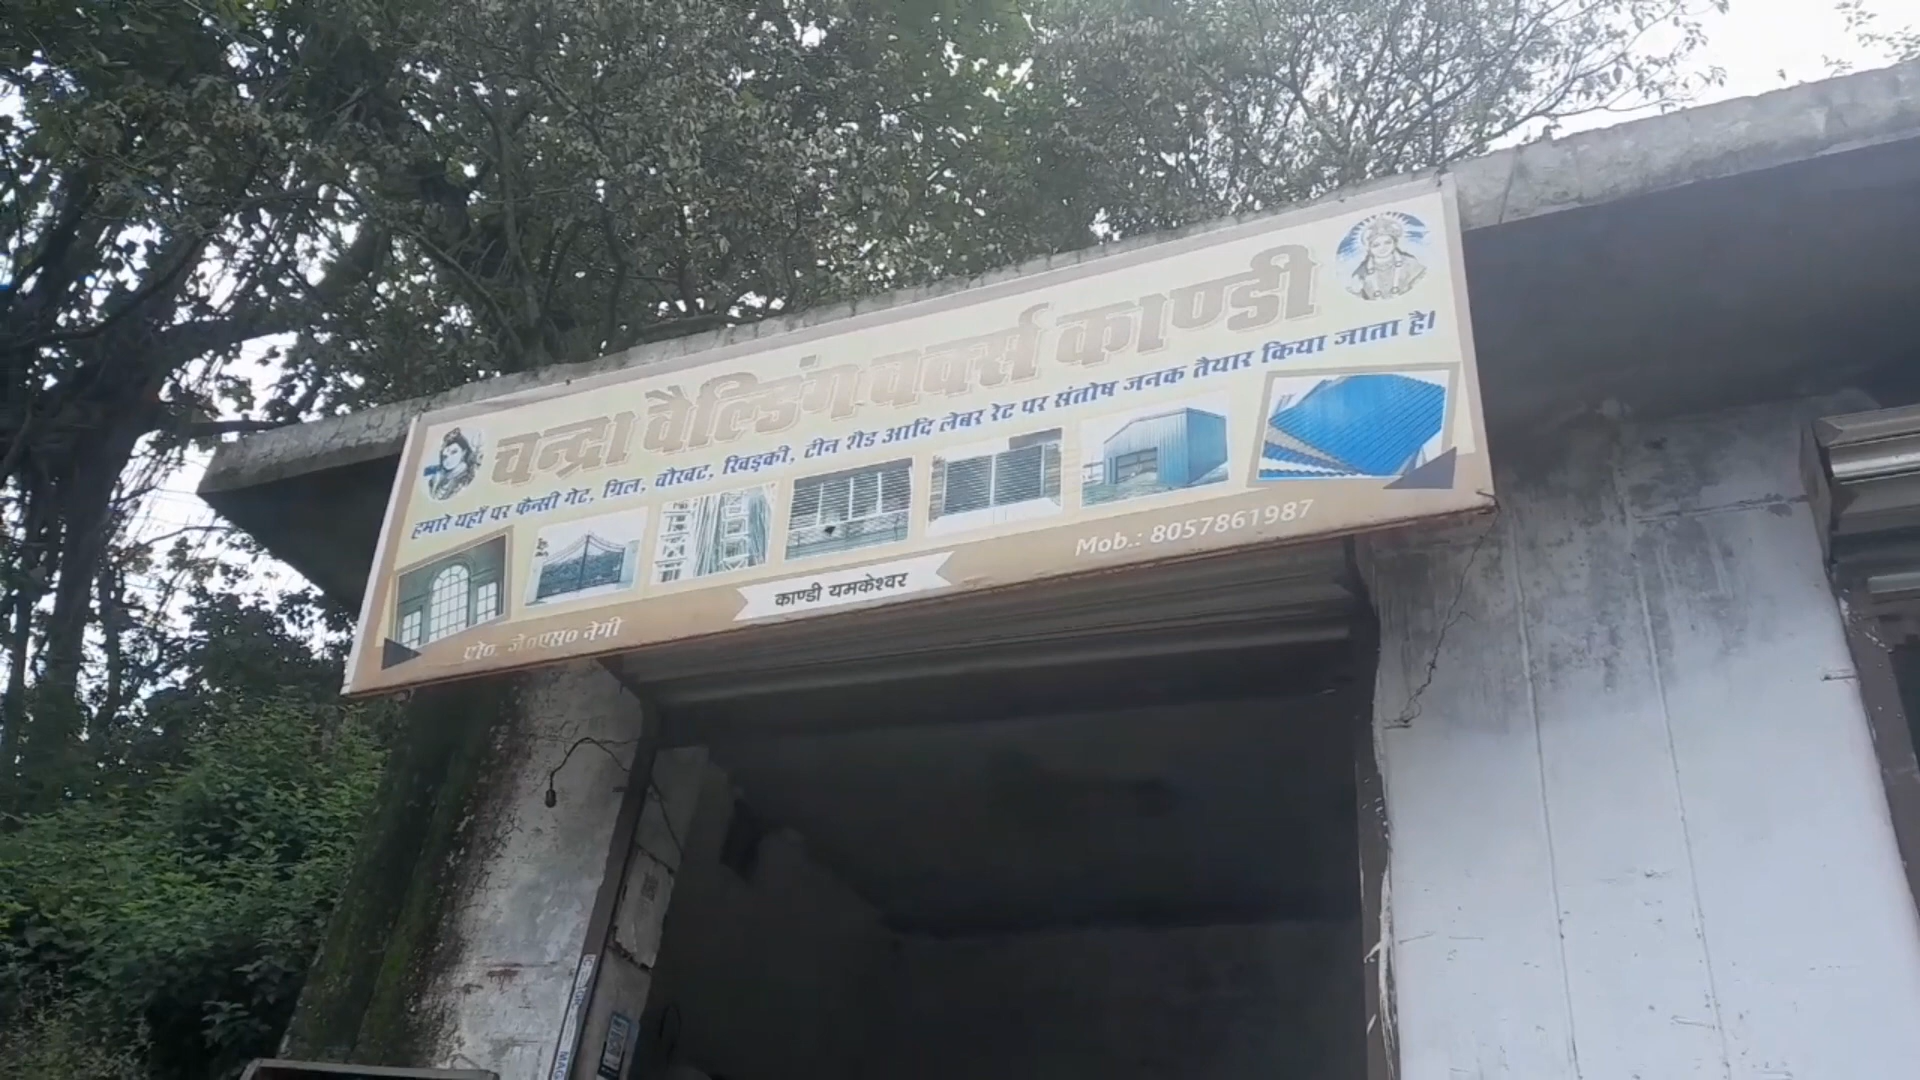 चन्द्रा वैल्डिंग वर्क्स काण्डी
हमारे यहाँ पर फैन्सी गेट, ग्रिल, चौखट, खिड़की, टीन शैड आदि लेबर रेट पर संतोष जनक तैयार किया जाता है।
प्रो० जे०एस० नेगी
काण्डी यमकेश्वर
Mob.: 8057861987